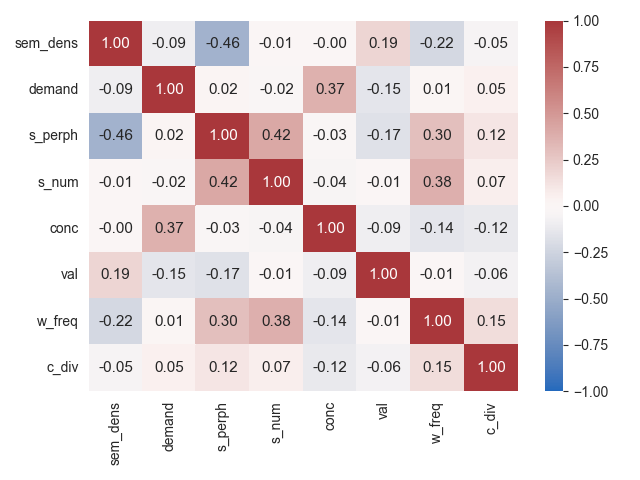 sem_dens 1.00 -0.09 -0.46 -0.01 -0.00 0.19 -0.22 -0.05
demand -0.09 1.00 0.02 -0.02 0.37 -0.15 0.01 0.05
s_perph -0.46 0.02 1.00 0.42 -0.03 -0.17 0.30 0.12
s_num -0.01 -0.02 0.42 1.00 -0.04 -0.01 0.38 0.07
conc -0.00 0.37 -0.03 -0.04 1.00 -0.09 -0.14 -0.12
val 0.19 -0.15 -0.17 -0.01 -0.09 1.00 -0.01 -0.06
w_freq -0.22 0.01 0.30 0.38 -0.14 -0.01 1.00 0.15
c_div -0.05 0.05 0.12 0.07 -0.12 -0.06 0.15 1.00
sem_dens demand s_perph s_num conc val w_freq c_div
1.00
0.75
0.50
0.25
0.00
−0.25
−0.50
−0.75
−1.00